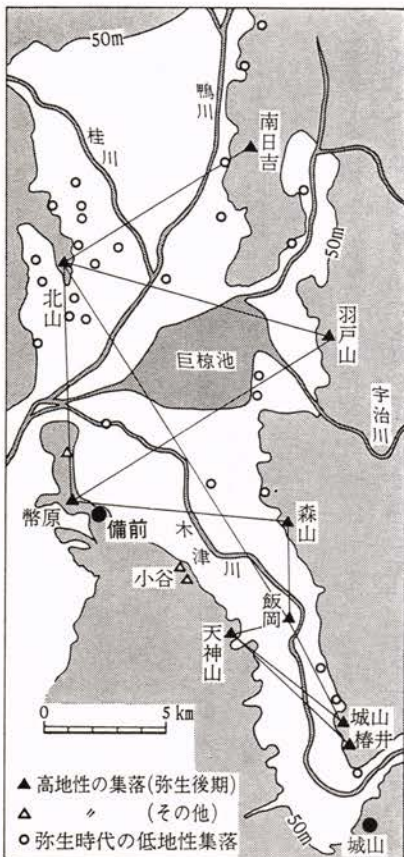 50m
鴨川
桂川
南日吉
50m
北山
羽戸山
巨椋池
宇治川
幣原
備前
木津川
森山
小谷
飯岡
天神山
0 5 km
城山
椿井
▲高地性の集落(弥生後期)
△ 〃 (その他)
○弥生時代の低地性集落
50m
城山